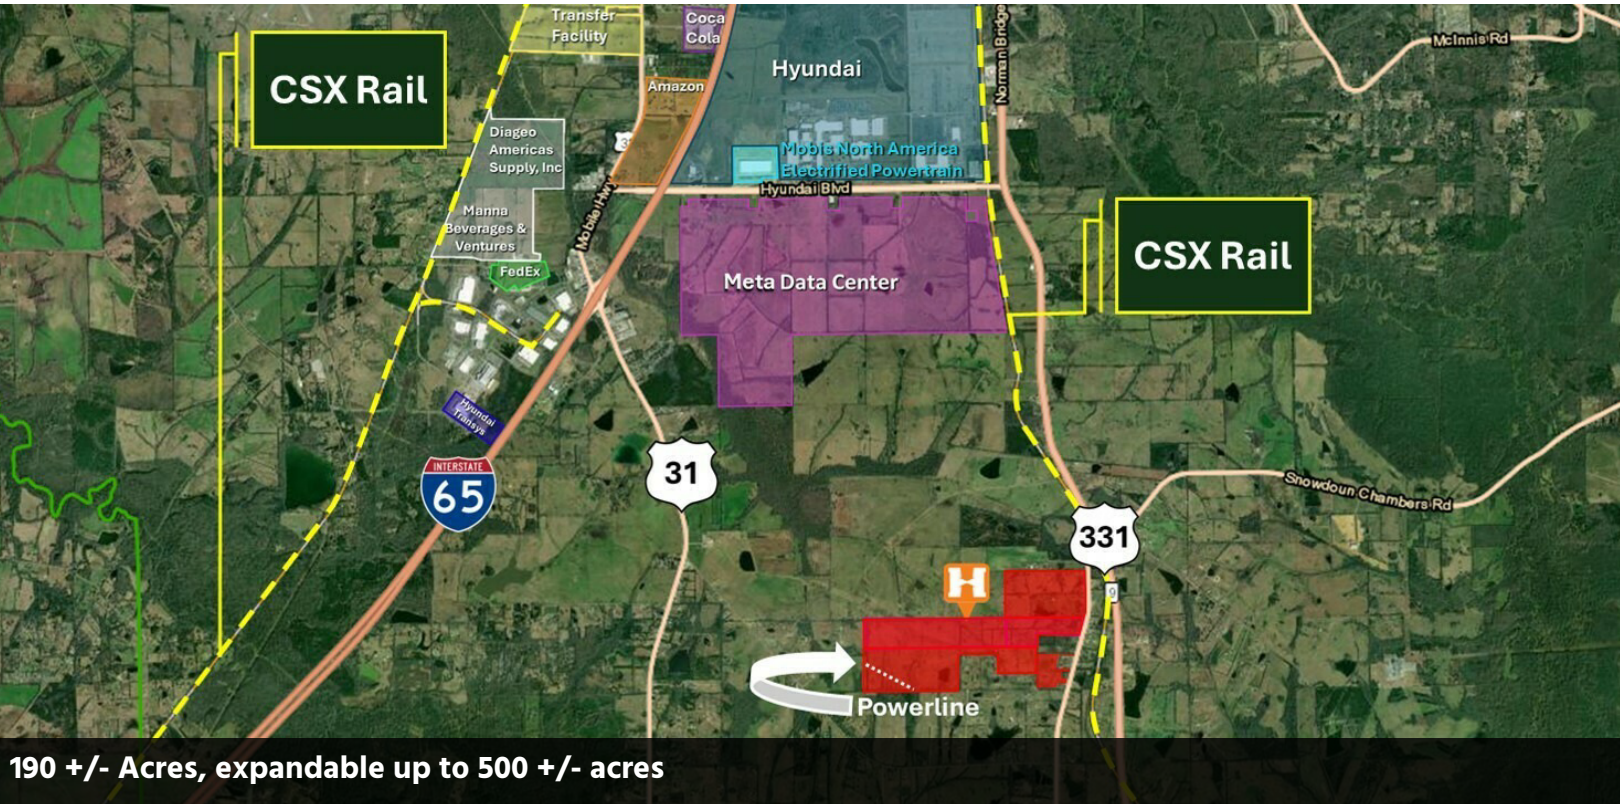 Transfer
Facility
Coca
Cola
Norman Bridge
McInnis Rd
CSX Rail
Hyundai
Amazon
Diageo
Americas
Supply, Inc
Mobis North America
Electrified Powertrain
Hyundai Blvd
Mobile Hwy
Manna
Beverages &
Ventures
FedEx
CSX Rail
Meta Data Center
Hyundai
Transys
INTERSTATE
65
31
Snowdoun Chambers Rd
331
H
9
Powerline
190 +/- Acres, expandable up to 500 +/- acres